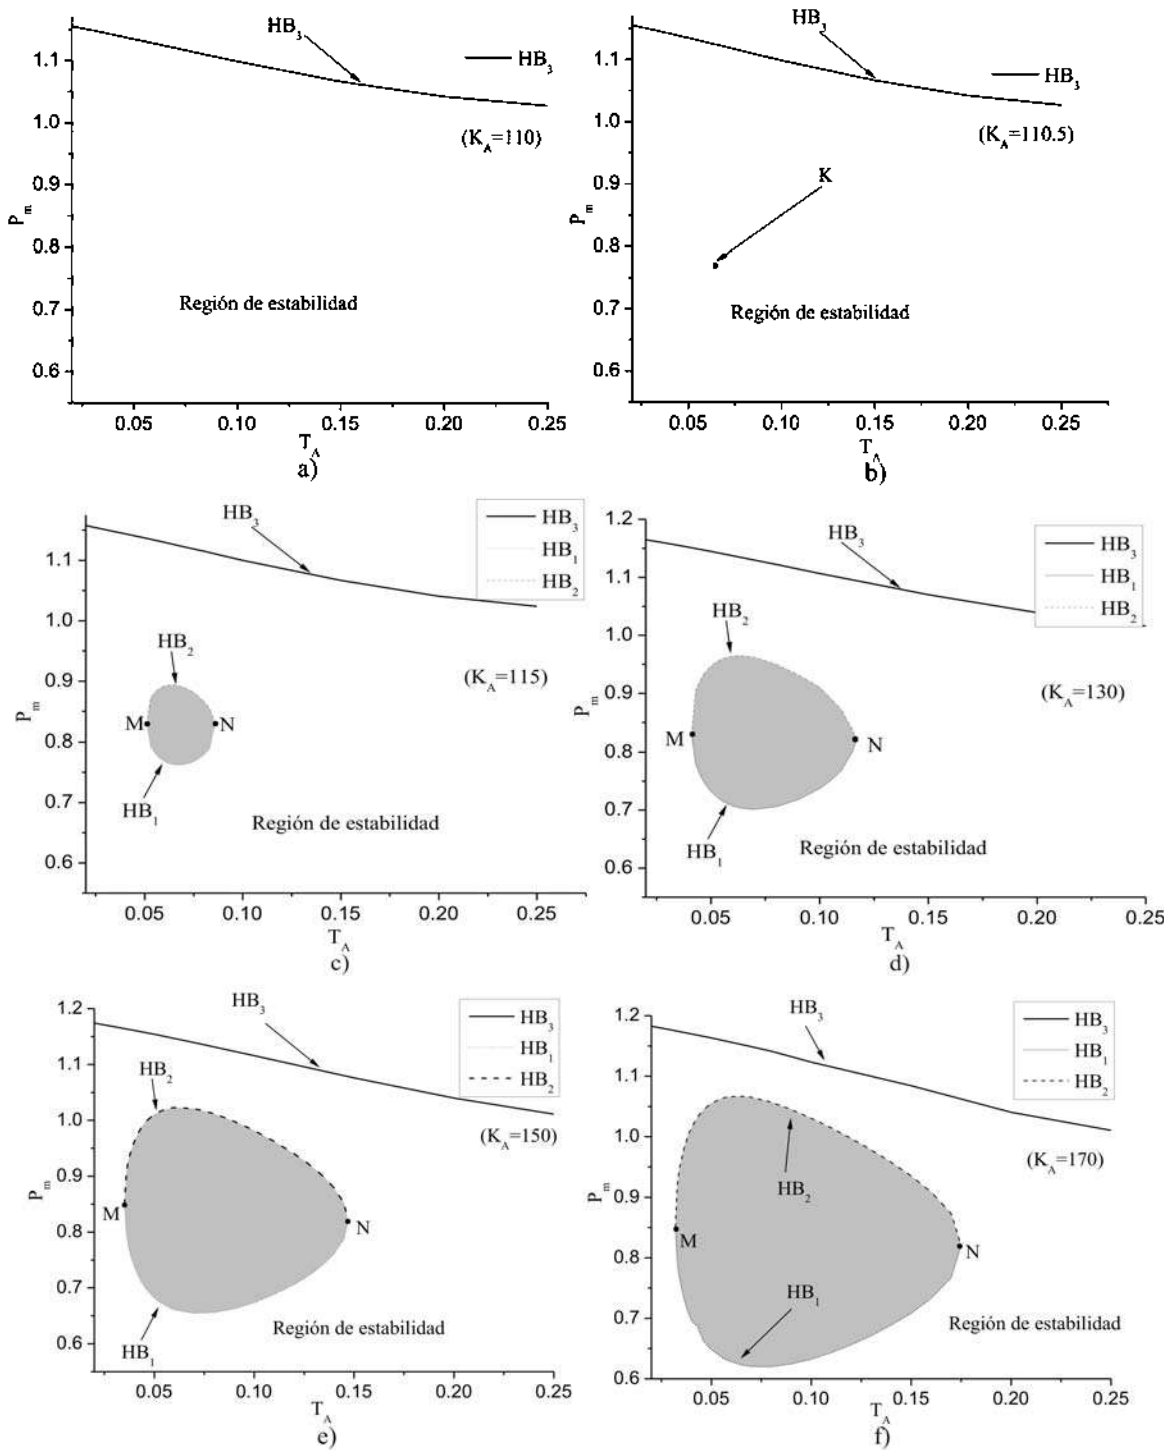 HB3
HB3
1.1
(KA=110)
1.0
0.9
Pm
0.8
0.7
Región de estabilidad
0.6
0.05 0.10 0.15 0.20 0.25
TA
a)
HB3
HB3
1.1
(KA=110.5)
1.0
K
0.9
Pm
0.8
0.7
Región de estabilidad
0.6
0.05 0.10 0.15 0.20 0.25
TA
b)
HB3
HB3
HB1
HB2
1.1
1.0
HB2
(KA=115)
0.9
Pm
M N
0.8
HB1
0.7
Región de estabilidad
0.6
0.05 0.10 0.15 0.20 0.25
TA
c)
1.2
HB3
HB3
HB1
HB2
1.1
1.0
HB2
(KA=130)
0.9
Pm
M N
0.8
0.7
HB1
Región de estabilidad
0.6
0.05 0.10 0.15 0.20 0.25
TA
d)
1.2
HB3
HB3
HB1
HB2
1.1
HB2
1.0
(KA=150)
0.9
Pm
M N
0.8
0.7
Región de estabilidad
HB1
0.6
0.05 0.10 0.15 0.20 0.25
TA
e)
1.2
HB3
HB3
HB1
HB2
1.1
1.0
(KA=170)
HB2
0.9
Pm
M N
0.8
HB1
0.7
Región de estabilidad
0.6
0.05 0.10 0.15 0.20 0.25
TA
f)